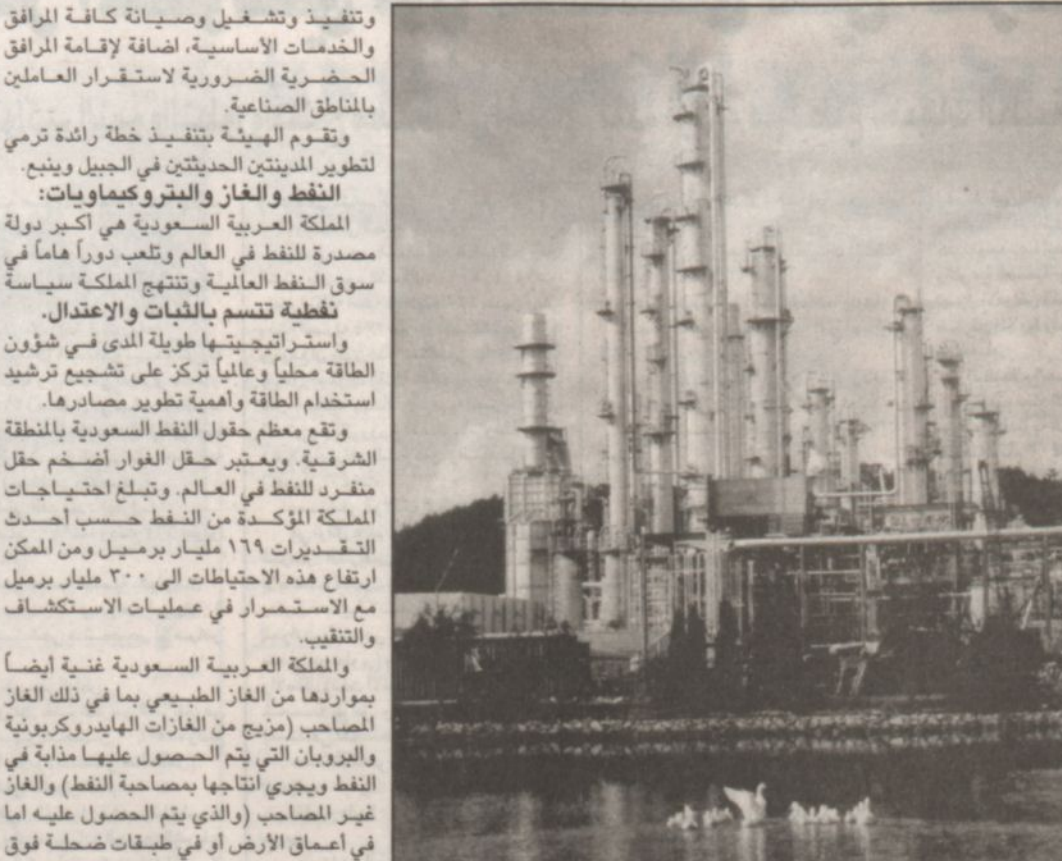 وتنفيذ وتشغيل وصيانة كافة المرافق
والخدمات الأساسية، اضافة لإقامة المرافق
الحضرية الضرورية لاستقرار العاملين
بالمناطق الصناعية.
وتقوم الهيئة بتنفيذ خطة رائدة ترمي
لتطوير المدينتين الحديثتين في الجبيل وينبع.
النفط والغاز والبتروكيماويات:
المملكة العربية السعودية هي أكبر دولة
مصدرة للنفط في العالم وتلعب دوراً هاماً في
سوق النفط العالمية وتنتهج المملكة سياسة
نفطية تتسم بالثبات والاعتدال.
واستراتيجيتها طويلة المدى في شؤون
الطاقة محلياً وعالمياً تركز على تشجيع ترشيد
استخدام الطاقة وأهمية تطوير مصادرها.
وتقع معظم حقول النفط السعودية بالمنطقة
الشرقية. ويعتبر حقل الغوار أضخم حقل
منفرد للنفط في العالم. وتبلغ احتياجات
المملكة المؤكدة من النفط حسب أحدث
التقديرات ١٦٩ مليار برميل ومن الممكن
ارتفاع هذه الاحتياطات الى ٣٠٠ مليار برميل
مع الاستمرار في عمليات الاستكشاف
والتنقيب.
والمملكة العربية السعودية غنية أيضاً
بمواردها من الغاز الطبيعي بما في ذلك الغاز
المصاحب (مزيج من الغازات الهايدروكربونية
والبروبان التي يتم الحصول عليها مذابة في
النفط ويجري انتاجها بمصاحبة النفط) والغاز
غير المصاحب (والذي يتم الحصول عليه اما
في أعماق الأرض أو في طبقات ضحلة فوق